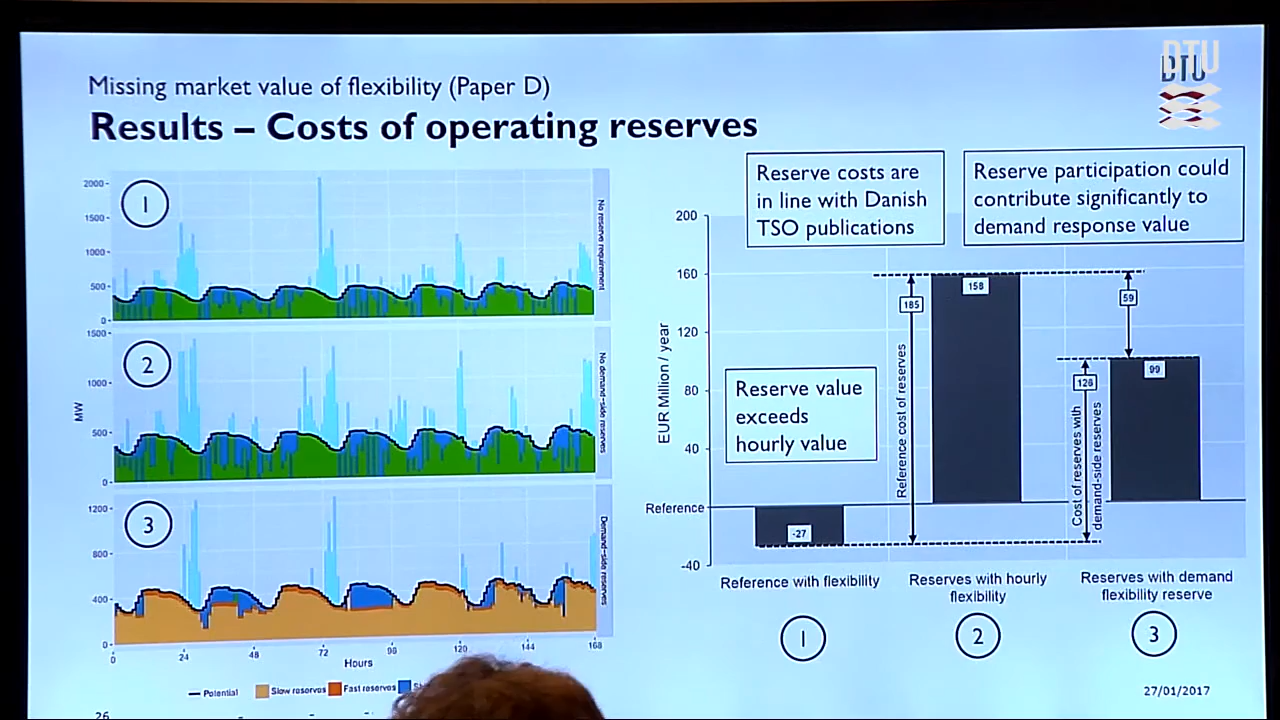 DTU
DTU
Missing market value of flexibility (Paper D)
Results – Costs of operating reserves
2000
1500
1000
500
0
1
No reserve requirement
1500
1000
500
0
2
No demand-side reserves
MW
1200
800
400
0
3
Demand-side reserves
0
24
48
72
96
120
144
168
Hours
Potential
Slow reserves
Fast reserves
Reserve costs are
in line with Danish
TSO publications
Reserve participation could
contribute significantly to
demand response value
Reserve value
exceeds
hourly value
EUR Million / year
200
160
120
80
40
Reference
-40
-27
185
Reference cost of reserves
158
59
126
Cost of reserves with
demand-side reserves
99
Reference with flexibility
Reserves with hourly
flexibility
Reserves with demand
flexibility reserve
1
2
3
27/01/2017
26